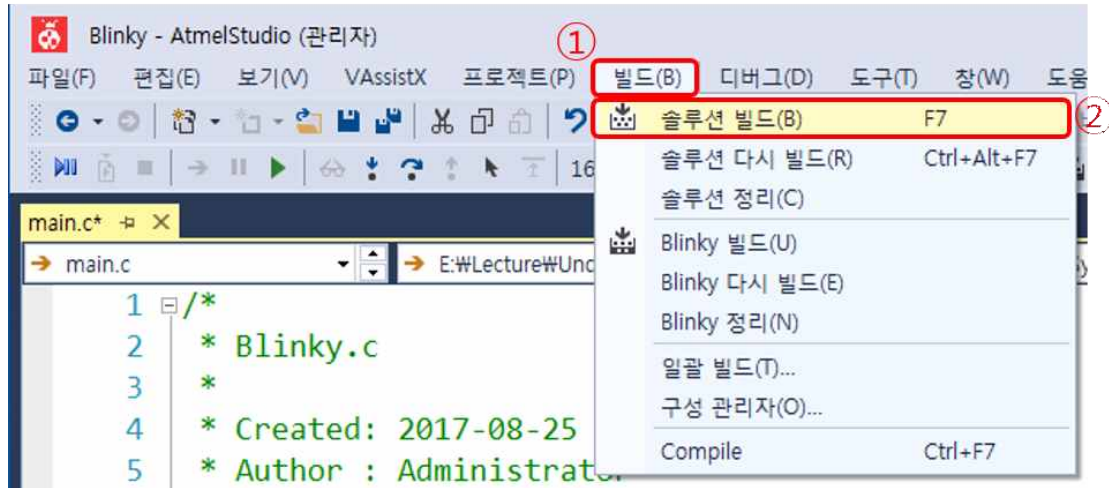 Blinky - AtmelStudio (관리자)
①
파일(F) 편집(E) 보기(V) VAssistX 프로젝트(P) 빌드(B) 디버그(D) 도구(T) 창(W) 도움
솔루션 빌드(B) F7
②
솔루션 다시 빌드(R) Ctrl+Alt+F7
16
솔루션 정리(C)
main.c*
Blinky 빌드(U)
main.c E:₩Lecture₩Unc
Blinky 다시 빌드(E)
Blinky 정리(N)
일괄 빌드(T)...
구성 관리자(O)...
Compile Ctrl+F7
1 /*
2 * Blinky.c
3 *
4 * Created: 2017-08-25
5 * Author : Administrator